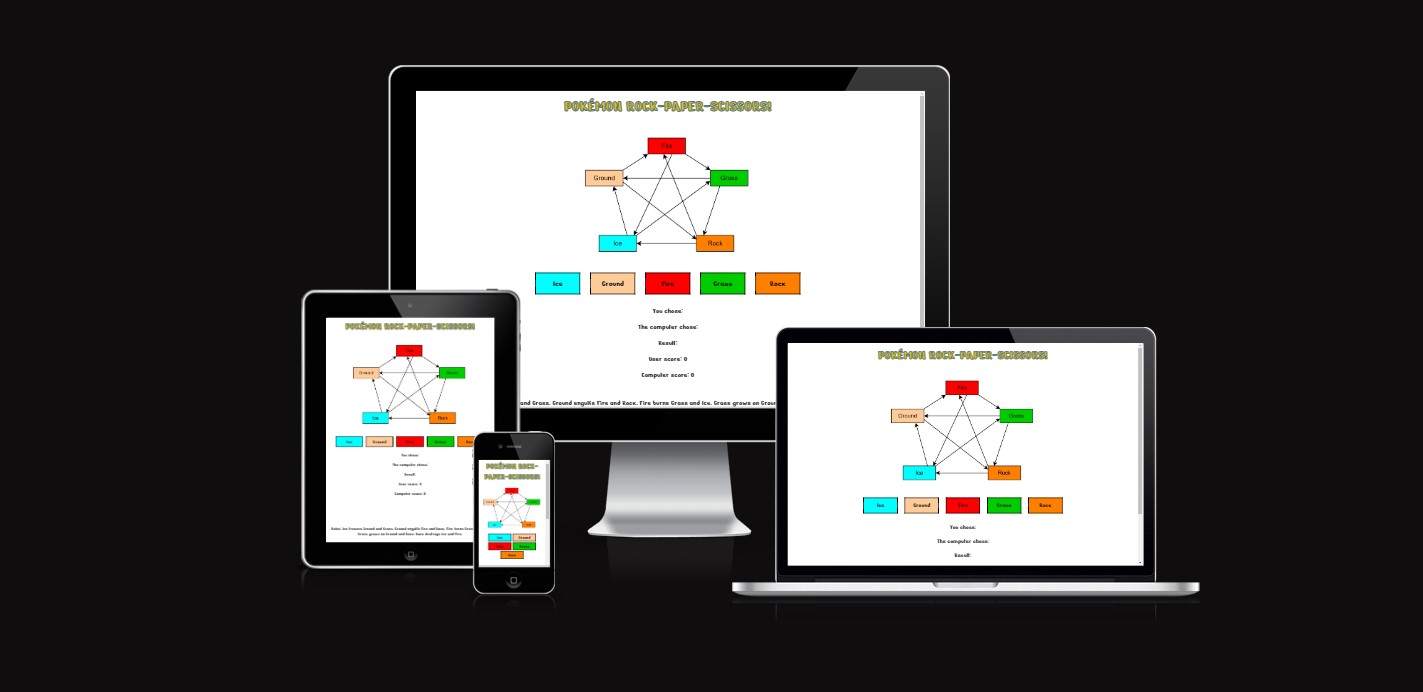 POKÉMON ROCK-PAPER-SCISSORS!
Fire
Ground
Grass
Ice
Rock
Ice
Ground
Fire
Grass
Rock
You chose:
The computer chose:
Result:
User score: 0
Computer score: 0
and Grass. Ground engulfs Fire and Rock. Fire burns Grass and Ice. Grass grows on
POKÉMON ROCK-PAPER-SCISSORS!
Fire
Ground
Grass
Ice
Rock
Ice
Ground
Fire
Grass
You chose:
The computer chose:
Result:
User score: 0
Computer score: 0
Rules: Ice freezes Ground and Grass. Ground engulfs Fire and Rock. Fire burns
Grass grows on Ground and Rock. Rock destroys Ice and Fire.
POKÉMON ROCK-
PAPER-SCISSORS!
Fire
Ground
Grass
Ice
Rock
Ice
Ground
Fire
Grass
Rock
POKÉMON ROCK-PAPER-SCISSORS!
Fire
Ground
Grass
Ice
Rock
Ice
Ground
Fire
Grass
Rock
You chose:
The computer chose:
Result: